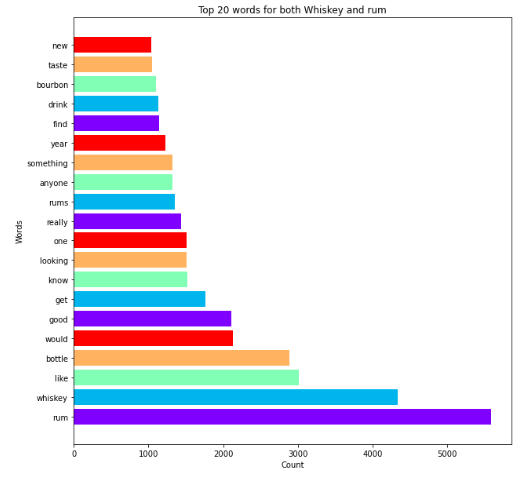 Top 20 words for both Whiskey and rum
new
taste
bourbon
drink
find
year
something
anyone
rums
really
one
looking
know
get
good
would
bottle
like
whiskey
rum
Words
0 1000 2000 3000 4000 5000
Count